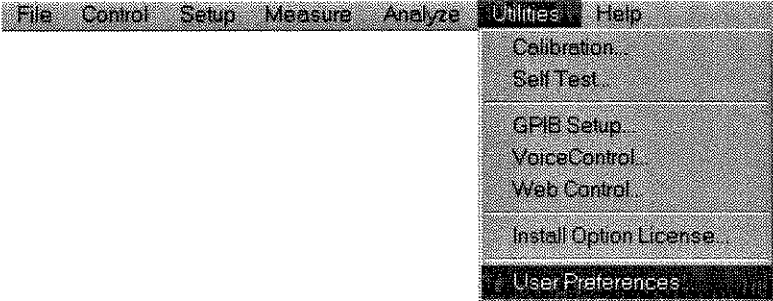 File Control Setup Measure Analyze Utilities Help
Calibration...
Self Test...
GPIB Setup...
VoiceControl...
Web Control...
Install Option License...
User Preferences...